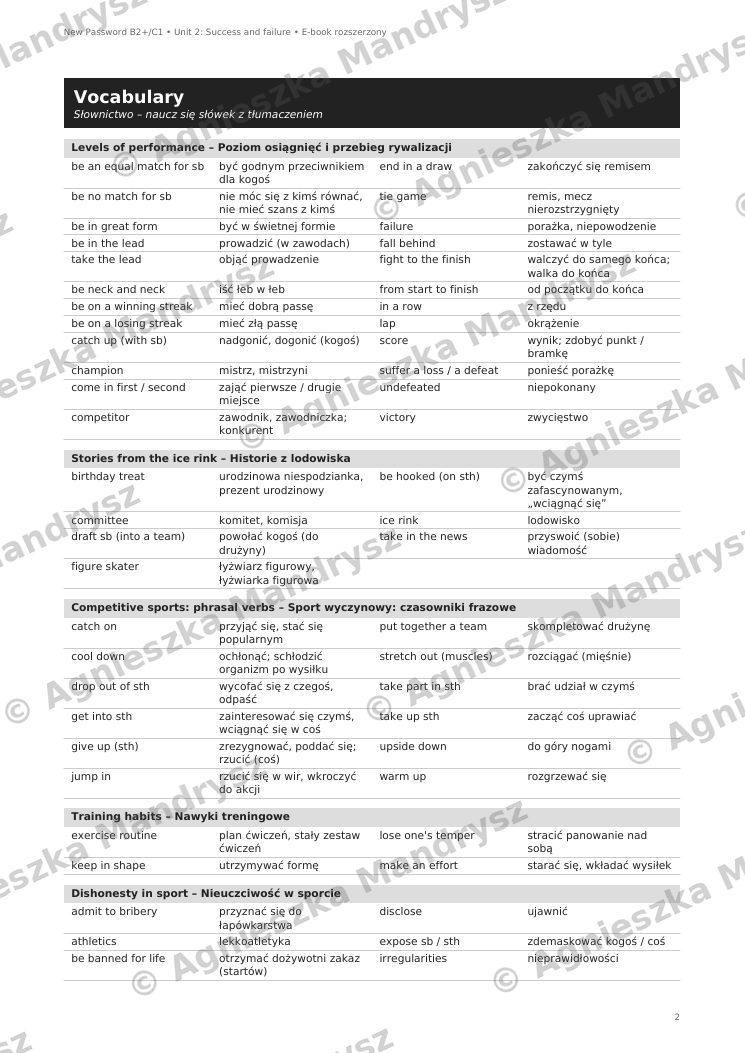 New Password B2+/C1 • Unit 2: Success and failure • E-book rozszerzony
Vocabulary
Słownictwo – naucz się słówek z tłumaczeniem
Levels of performance – Poziom osiągnięć i przebieg rywalizacji
be an equal match for sb być godnym przeciwnikiem end in a draw zakończyć się remisem
dla kogoś
be no match for sb nie móc się z kimś równać, tie game remis, mecz
nie mieć szans z kimś nierozstrzygnięty
be in great form być w świetnej formie failure porażka, niepowodzenie
be in the lead prowadzić (w zawodach) fall behind zostawać w tyle
take the lead objąć prowadzenie fight to the finish walczyć do samego końca;
walka do końca
be neck and neck iść łeb w łeb from start to finish od początku do końca
be on a winning streak mieć dobrą passę in a row z rzędu
be on a losing streak mieć złą passę lap okrążenie
catch up (with sb) nadgonić, dogonić (kogoś) score wynik; zdobyć punkt /
bramkę
champion mistrz, mistrzyni suffer a loss / a defeat ponieść porażkę
come in first / second zająć pierwsze / drugie undefeated niepokonany
miejsce
competitor zawodnik, zawodniczka; victory zwycięstwo
konkurent
Stories from the ice rink – Historie z lodowiska
birthday treat urodzinowa niespodzianka, be hooked (on sth) być czymś
prezent urodzinowy zafascynowanym,
„wciągnąć się”
committee komitet, komisja ice rink lodowisko
draft sb (into a team) powołać kogoś (do take in the news przyswoić (sobie)
drużyny) wiadomość
figure skater łyżwiarz figurowy,
łyżwiarka figurowa
Competitive sports: phrasal verbs – Sport wyczynowy: czasowniki frazowe
catch on przyjąć się, stać się put together a team skompletować drużynę
popularnym
cool down ochłonąć; schłodzić stretch out (muscles) rozciągać (mięśnie)
organizm po wysiłku
drop out of sth wycofać się z czegoś, take part in sth brać udział w czymś
odpaść
get into sth zainteresować się czymś, take up sth zacząć coś uprawiać
wciągnąć się w coś
give up (sth) zrezygnować, poddać się; upside down do góry nogami
rzucić (coś)
jump in rzucić się w wir, wkroczyć warm up rozgrzewać się
do akcji
Training habits – Nawyki treningowe
exercise routine plan ćwiczeń, stały zestaw lose one's temper stracić panowanie nad
ćwiczeń sobą
keep in shape utrzymywać formę make an effort starać się, wkładać wysiłek
Dishonesty in sport – Nieuczciwość w sporcie
admit to bribery przyznać się do disclose ujawnić
łapówkarstwa
athletics lekkoatletyka expose sb / sth zdemaskować kogoś / coś
be banned for life otrzymać dożywotni zakaz irregularities nieprawidłowości
(startów)
2
© Agnieszka Mandrysz